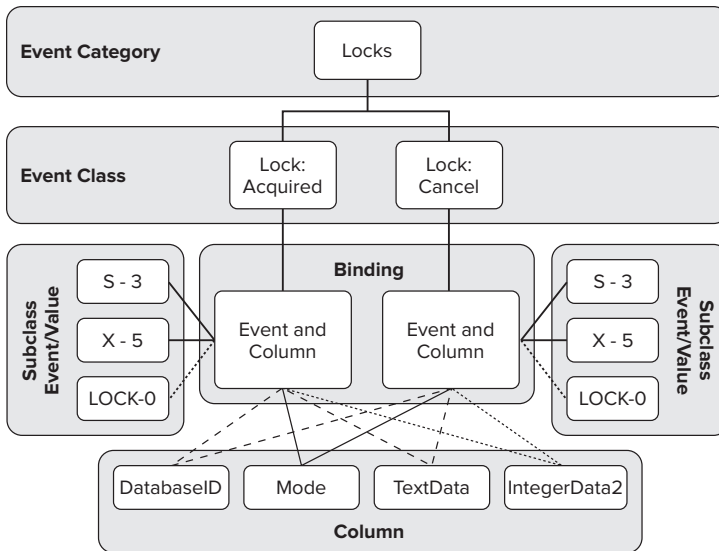 Event Category
Locks
Event Class
Lock:
Acquired
Lock:
Cancel
Subclass
Event/Value
S - 3
X - 5
LOCK-0
Binding
Event and
Column
Event and
Column
S - 3
X - 5
LOCK-0
Subclass
Event/Value
DatabaseID
Mode
TextData
IntegerData2
Column